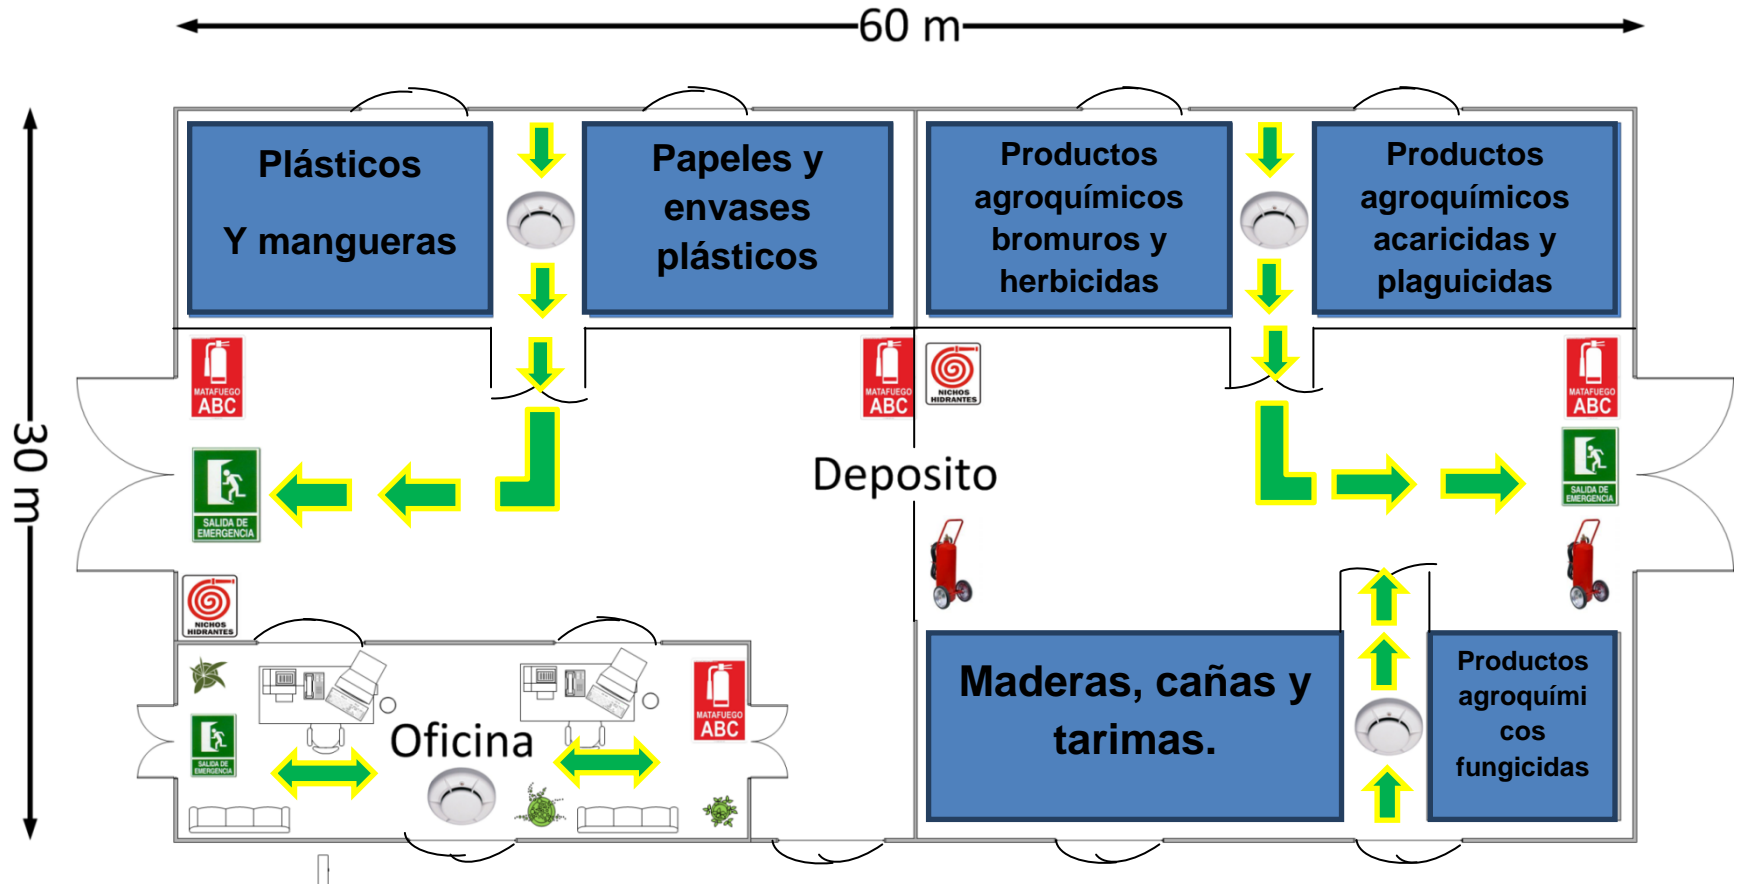 60 m
30 m
Plásticos
Y mangueras
Papeles y
envases
plásticos
Productos
agroquímicos
bromuros y
herbicidas
Productos
agroquímicos
acaricidas y
plaguicidas
MATAFUEGO
ABC
MATAFUEGO
ABC
NICHOS
HIDRANTES
MATAFUEGO
ABC
Deposito
SALIDA DE
EMERGENCIA
SALIDA DE
EMERGENCIA
NICHOS
HIDRANTES
MATAFUEGO
ABC
SALIDA DE
EMERGENCIA
Oficina
Maderas, cañas y
tarimas.
Productos
agroquími
cos
fungicidas